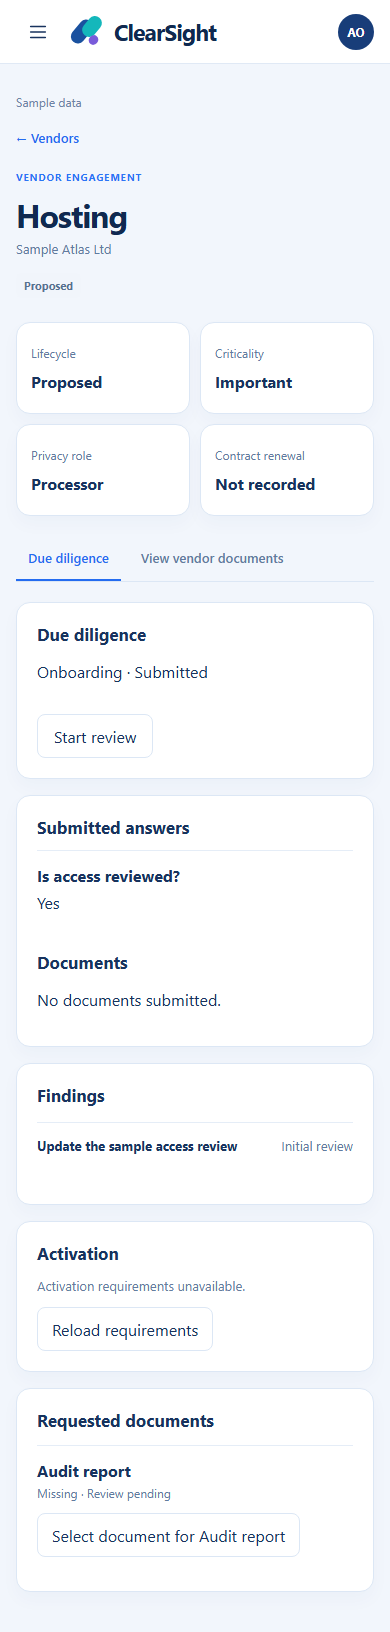 ClearSight
AO
Sample data
← Vendors
VENDOR ENGAGEMENT
Hosting
Sample Atlas Ltd
Proposed
Lifecycle
Proposed
Criticality
Important
Privacy role
Processor
Contract renewal
Not recorded
Due diligence
View vendor documents
Due diligence
Onboarding · Submitted
Start review
Submitted answers
Is access reviewed?
Yes
Documents
No documents submitted.
Findings
Update the sample access review
Initial review
Activation
Activation requirements unavailable.
Reload requirements
Requested documents
Audit report
Missing · Review pending
Select document for Audit report